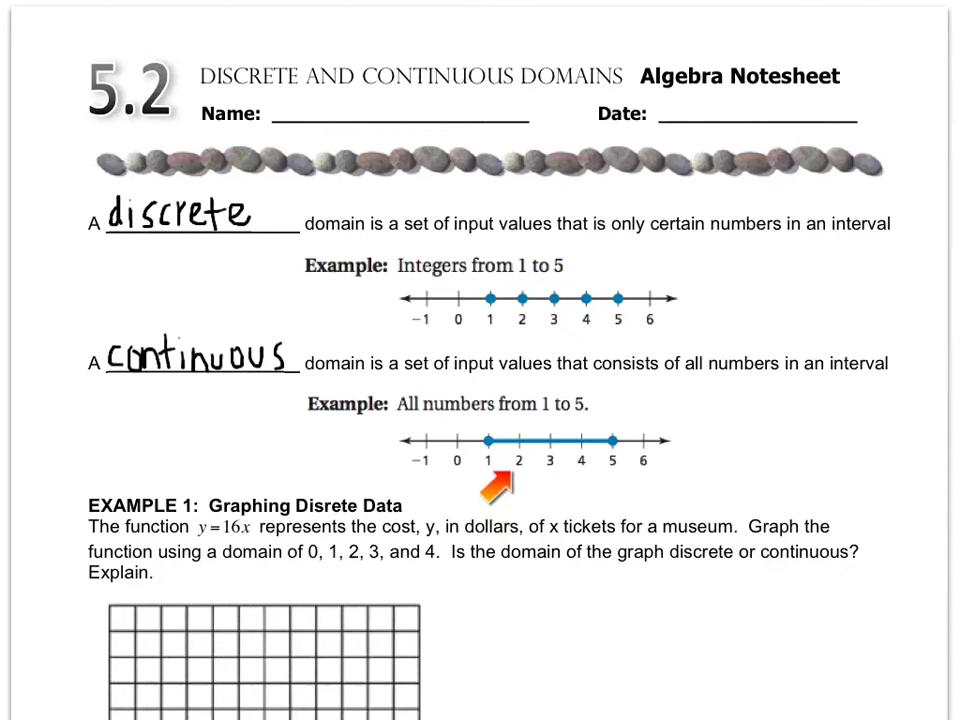 5.2 DISCRETE AND CONTINUOUS DOMAINS Algebra Notesheet
Name: Date:
A discrete domain is a set of input values that is only certain numbers in an interval
Example: Integers from 1 to 5
−1 0 1 2 3 4 5 6
A continuous domain is a set of input values that consists of all numbers in an interval
Example: All numbers from 1 to 5.
−1 0 1 2 3 4 5 6
EXAMPLE 1: Graphing Disrete Data
The function y = 16x represents the cost, y, in dollars, of x tickets for a museum. Graph the
function using a domain of 0, 1, 2, 3, and 4. Is the domain of the graph discrete or continuous?
Explain.